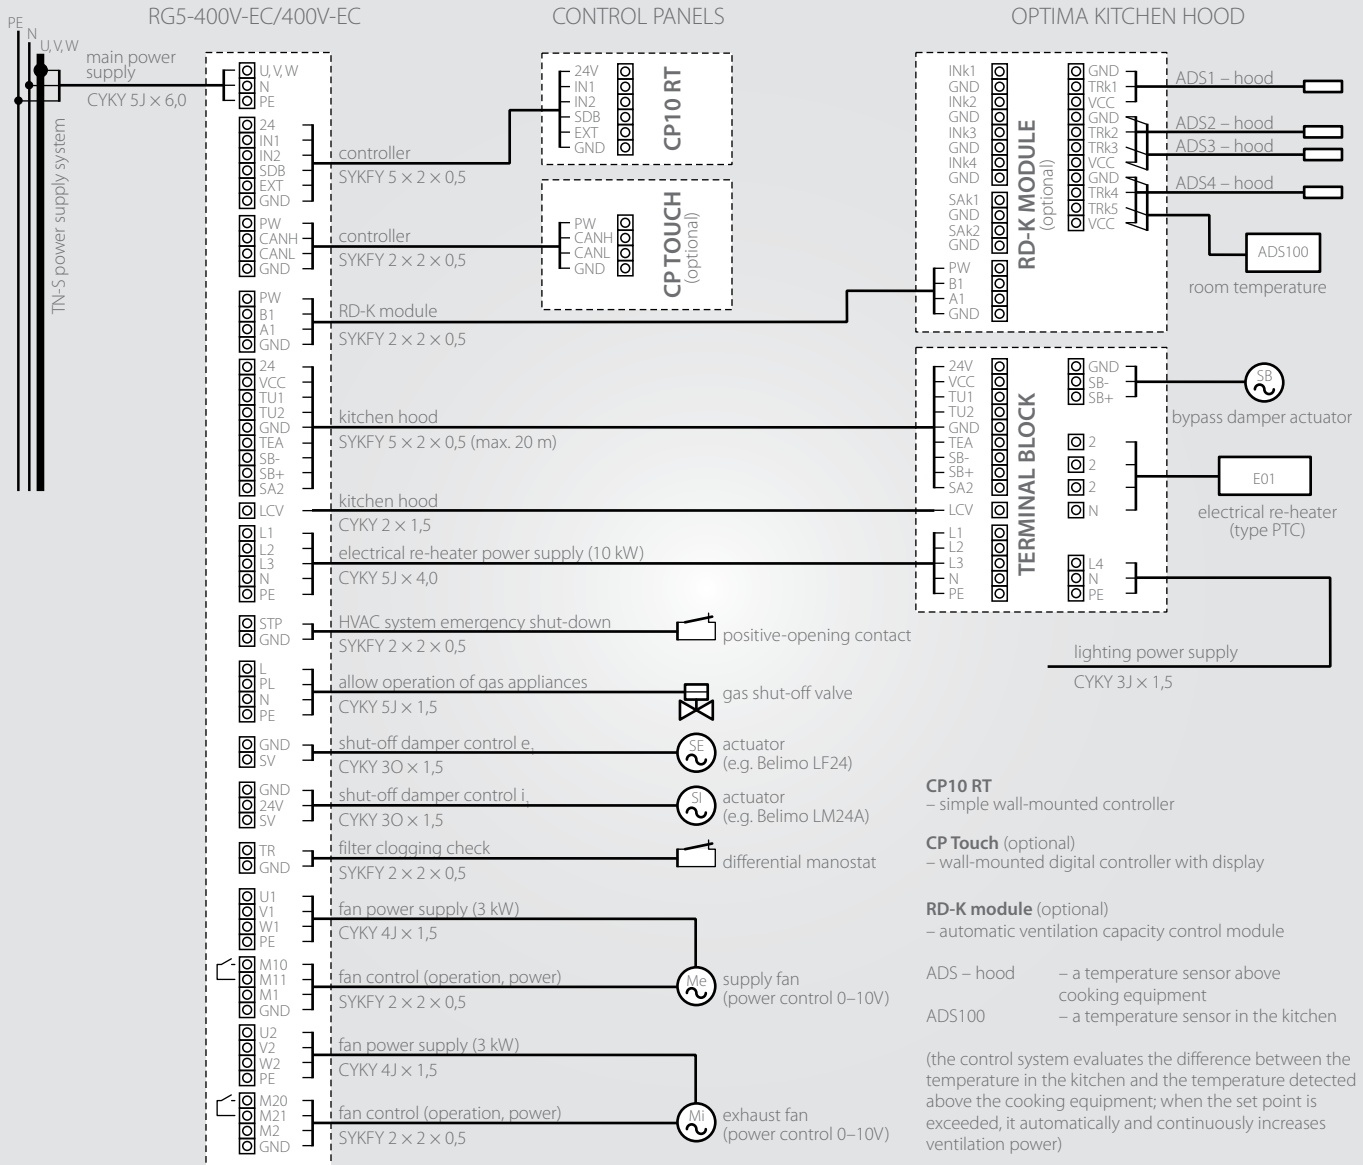 RG5-400V-EC/400V-EC
CONTROL PANELS
OPTIMA KITCHEN HOOD
PE
N
U, V, W
TN-S power supply system
main power
supply
CYKY 5J × 6,0
U, V, W
N
PE
24
IN1
IN2
SDB
EXT
GND
controller
SYKFY 5 × 2 × 0,5
PW
CANH
CANL
GND
controller
SYKFY 2 × 2 × 0,5
PW
B1
A1
GND
RD-K module
SYKFY 2 × 2 × 0,5
24
VCC
TU1
TU2
GND
TEA
SB-
SB+
SA2
kitchen hood
SYKFY 5 × 2 × 0,5 (max. 20 m)
LCV
kitchen hood
CYKY 2 × 1,5
L1
L2
L3
N
PE
electrical re-heater power supply (10 kW)
CYKY 5J × 4,0
STP
GND
HVAC system emergency shut-down
SYKFY 2 × 2 × 0,5
positive-opening contact
L
PL
N
PE
allow operation of gas appliances
CYKY 5J × 1,5
gas shut-off valve
GND
SV
shut-off damper control e1
CYKY 3O × 1,5
SE
actuator
(e.g. Belimo LF24)
GND
24V
SV
shut-off damper control i1
CYKY 3O × 1,5
SI
actuator
(e.g. Belimo LM24A)
TR
GND
filter clogging check
SYKFY 2 × 2 × 0,5
differential manostat
U1
V1
W1
PE
fan power supply (3 kW)
CYKY 4J × 1,5
M10
M11
M1
GND
fan control (operation, power)
SYKFY 2 × 2 × 0,5
Me
supply fan
(power control 0–10V)
U2
V2
W2
PE
fan power supply (3 kW)
CYKY 4J × 1,5
M20
M21
M2
GND
fan control (operation, power)
SYKFY 2 × 2 × 0,5
Mi
exhaust fan
(power control 0–10V)
24V
IN1
IN2
SDB
EXT
GND
CP10 RT
PW
CANH
CANL
GND
CP TOUCH
(optional)
INk1
GND
INk2
GND
INk3
GND
INk4
GND
SAk1
GND
SAk2
GND
PW
B1
A1
GND
RD-K MODULE
(optional)
GND
TRk1
VCC
GND
TRk2
TRk3
VCC
GND
TRk4
TRk5
VCC
ADS1 – hood
ADS2 – hood
ADS3 – hood
ADS4 – hood
ADS100
room temperature
24V
VCC
TU1
TU2
GND
TEA
SB-
SB+
SA2
LCV
L1
L2
L3
N
PE
TERMINAL BLOCK
GND
SB-
SB+
SB
bypass damper actuator
2
2
2
N
E01
electrical re-heater
(type PTC)
L4
N
PE
lighting power supply
CYKY 3J × 1,5
CP10 RT
– simple wall-mounted controller
CP Touch (optional)
– wall-mounted digital controller with display
RD-K module (optional)
– automatic ventilation capacity control module
ADS – hood – a temperature sensor above
cooking equipment
ADS100 – a temperature sensor in the kitchen
(the control system evaluates the difference between the
temperature in the kitchen and the temperature detected
above the cooking equipment; when the set point is
exceeded, it automatically and continuously increases
ventilation power)